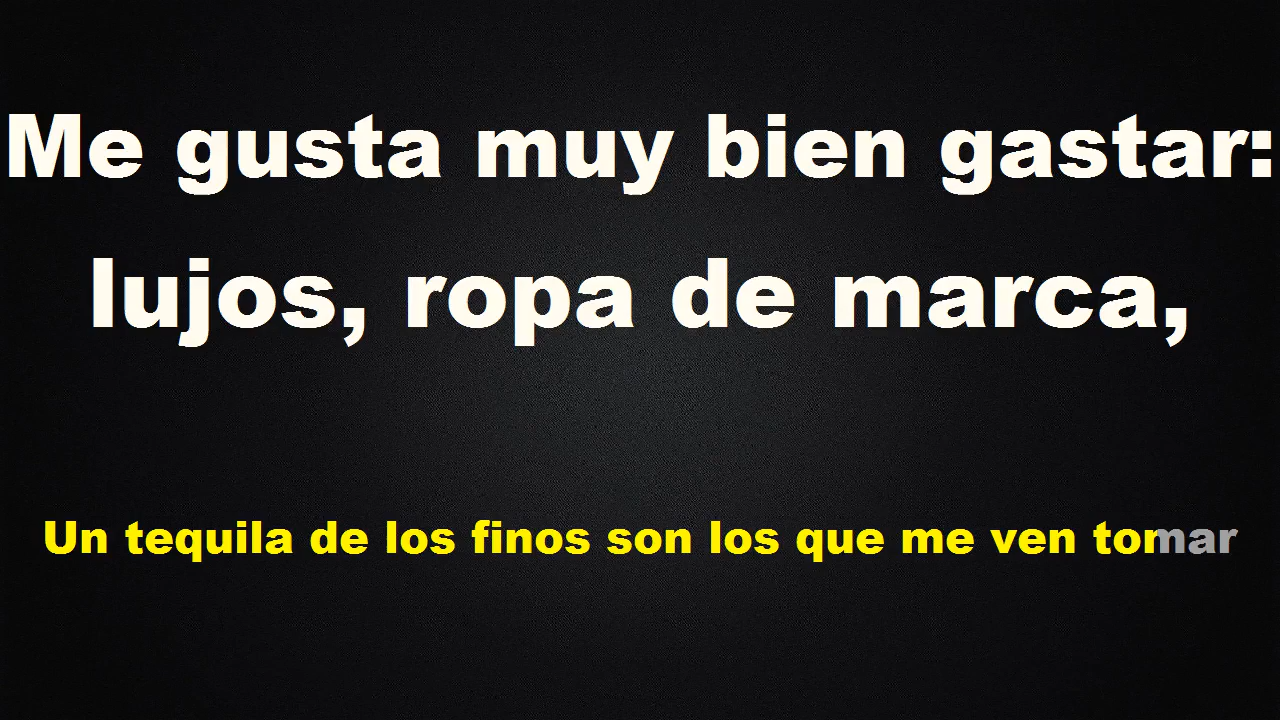 Me gusta muy bien gastar:
lujos, ropa de marca,
Un tequila de los finos son los que me ven tomar